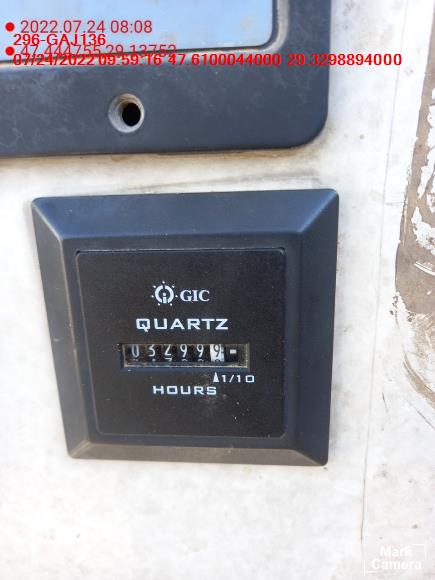 2022.07.24 08:08
296-GAJ136
47.444755 29.13752
07/24/2022 09:59:16 47.6100044000 29.3298894000
GIC
QUARTZ
032999
1/10
HOURS
Mark
Camera